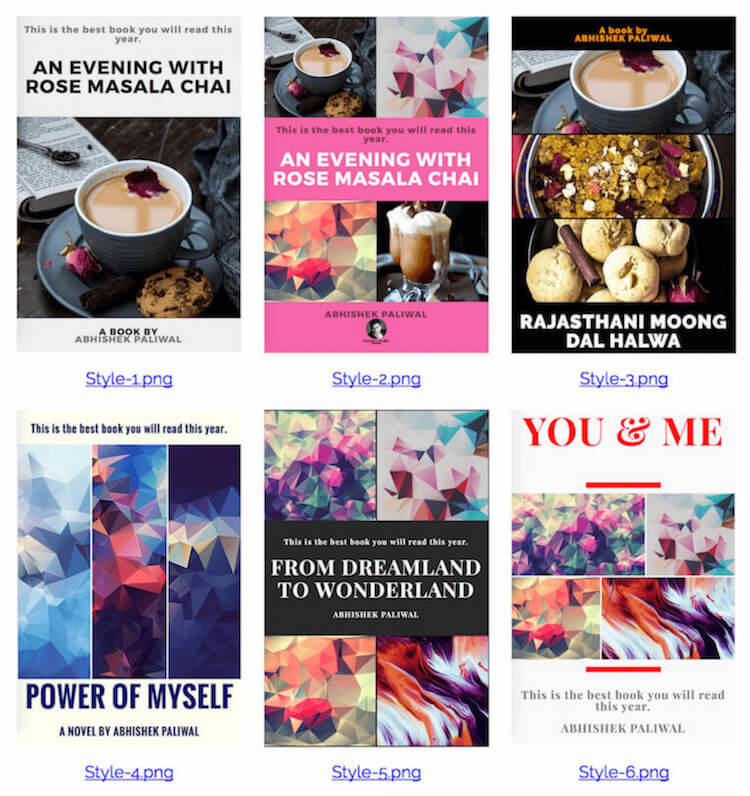 This is the best book you will read this
year.
AN EVENING WITH
ROSE MASALA CHAI
A BOOK BY
ABHISHEK PALIWAL
Style-1.png
This is the best book you will read this
year.
AN EVENING WITH
ROSE MASALA CHAI
ABHISHEK PALIWAL
Style-2.png
A book by
ABHISHEK PALIWAL
RAJASTHANI MOONG
DAL HALWA
Style-3.png
This is the best book you will read this year.
POWER OF MYSELF
A NOVEL BY ABHISHEK PALIWAL
Style-4.png
This is the best book you will read this year.
FROM DREAMLAND
TO WONDERLAND
ABHISHEK PALIWAL
Style-5.png
YOU & ME
This is the best book you will read
this year.
ABHISHEK PALIWAL
Style-6.png